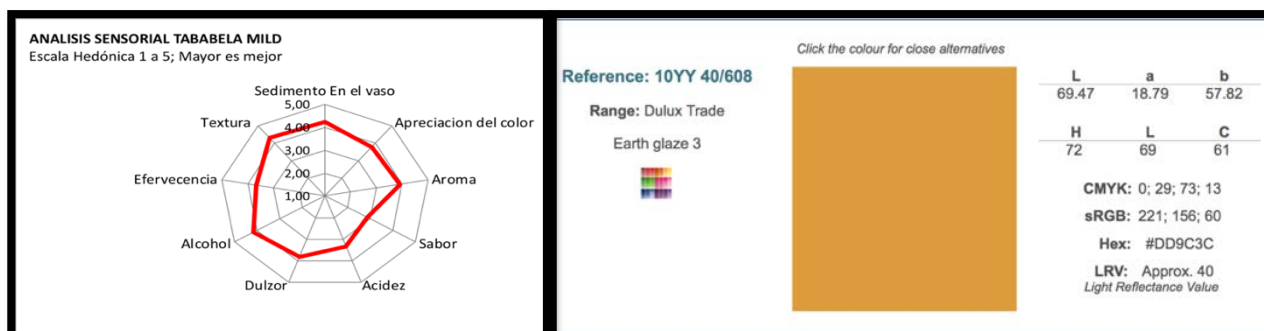 ANALISIS SENSORIAL TABABELA MILD
Escala Hedónica 1 a 5; Mayor es mejor
Sedimento En el vaso
5,00
Textura
4,00
Apreciacion del color
3,00
Efervecencia
2,00
Aroma
1,00
Alcohol
Sabor
Dulzor
Acidez
Click the colour for close alternatives
Reference: 10YY 40/608
Range: Dulux Trade
Earth glaze 3
L a b
69.47 18.79 57.82
H L C
72 69 61
CMYK: 0; 29; 73; 13
sRGB: 221; 156; 60
Hex: #DD9C3C
LRV: Approx. 40
Light Reflectance Value